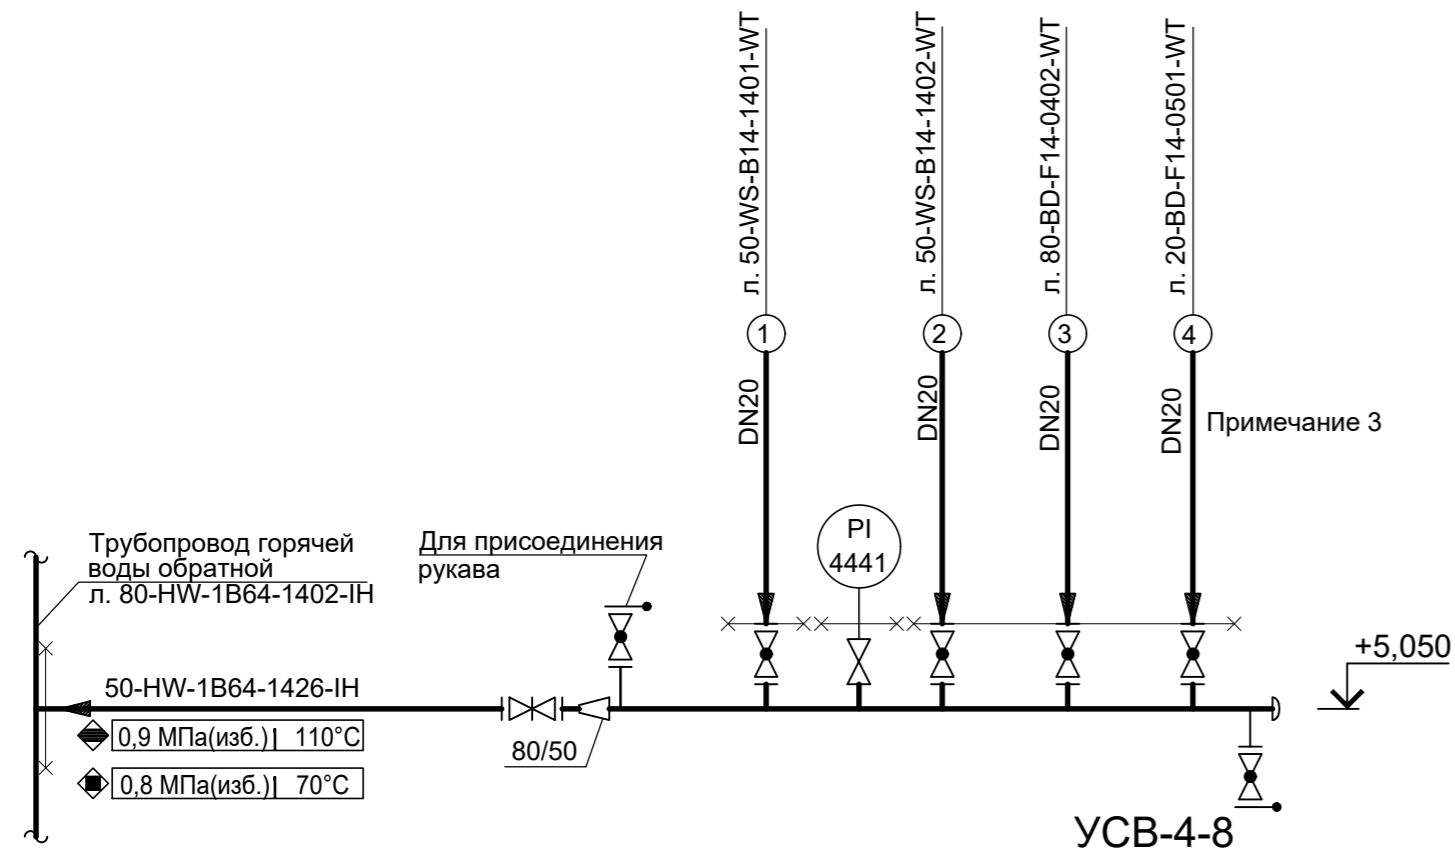 л. 50-WS-B14-1401-WT
л. 50-WS-B14-1402-WT
л. 80-BD-F14-0402-WT
л. 20-BD-F14-0501-WT
1
2
3
4
DN20
DN20
DN20
DN20
Примечание 3
PI
4441
Трубопровод горячей
воды обратной
л. 80-HW-1B64-1402-IH
Для присоединения
рукава
+5,050
50-HW-1B64-1426-IH
0,9 МПа(изб.)| 110°C
80/50
0,8 МПа(изб.)| 70°C
УСВ-4-8